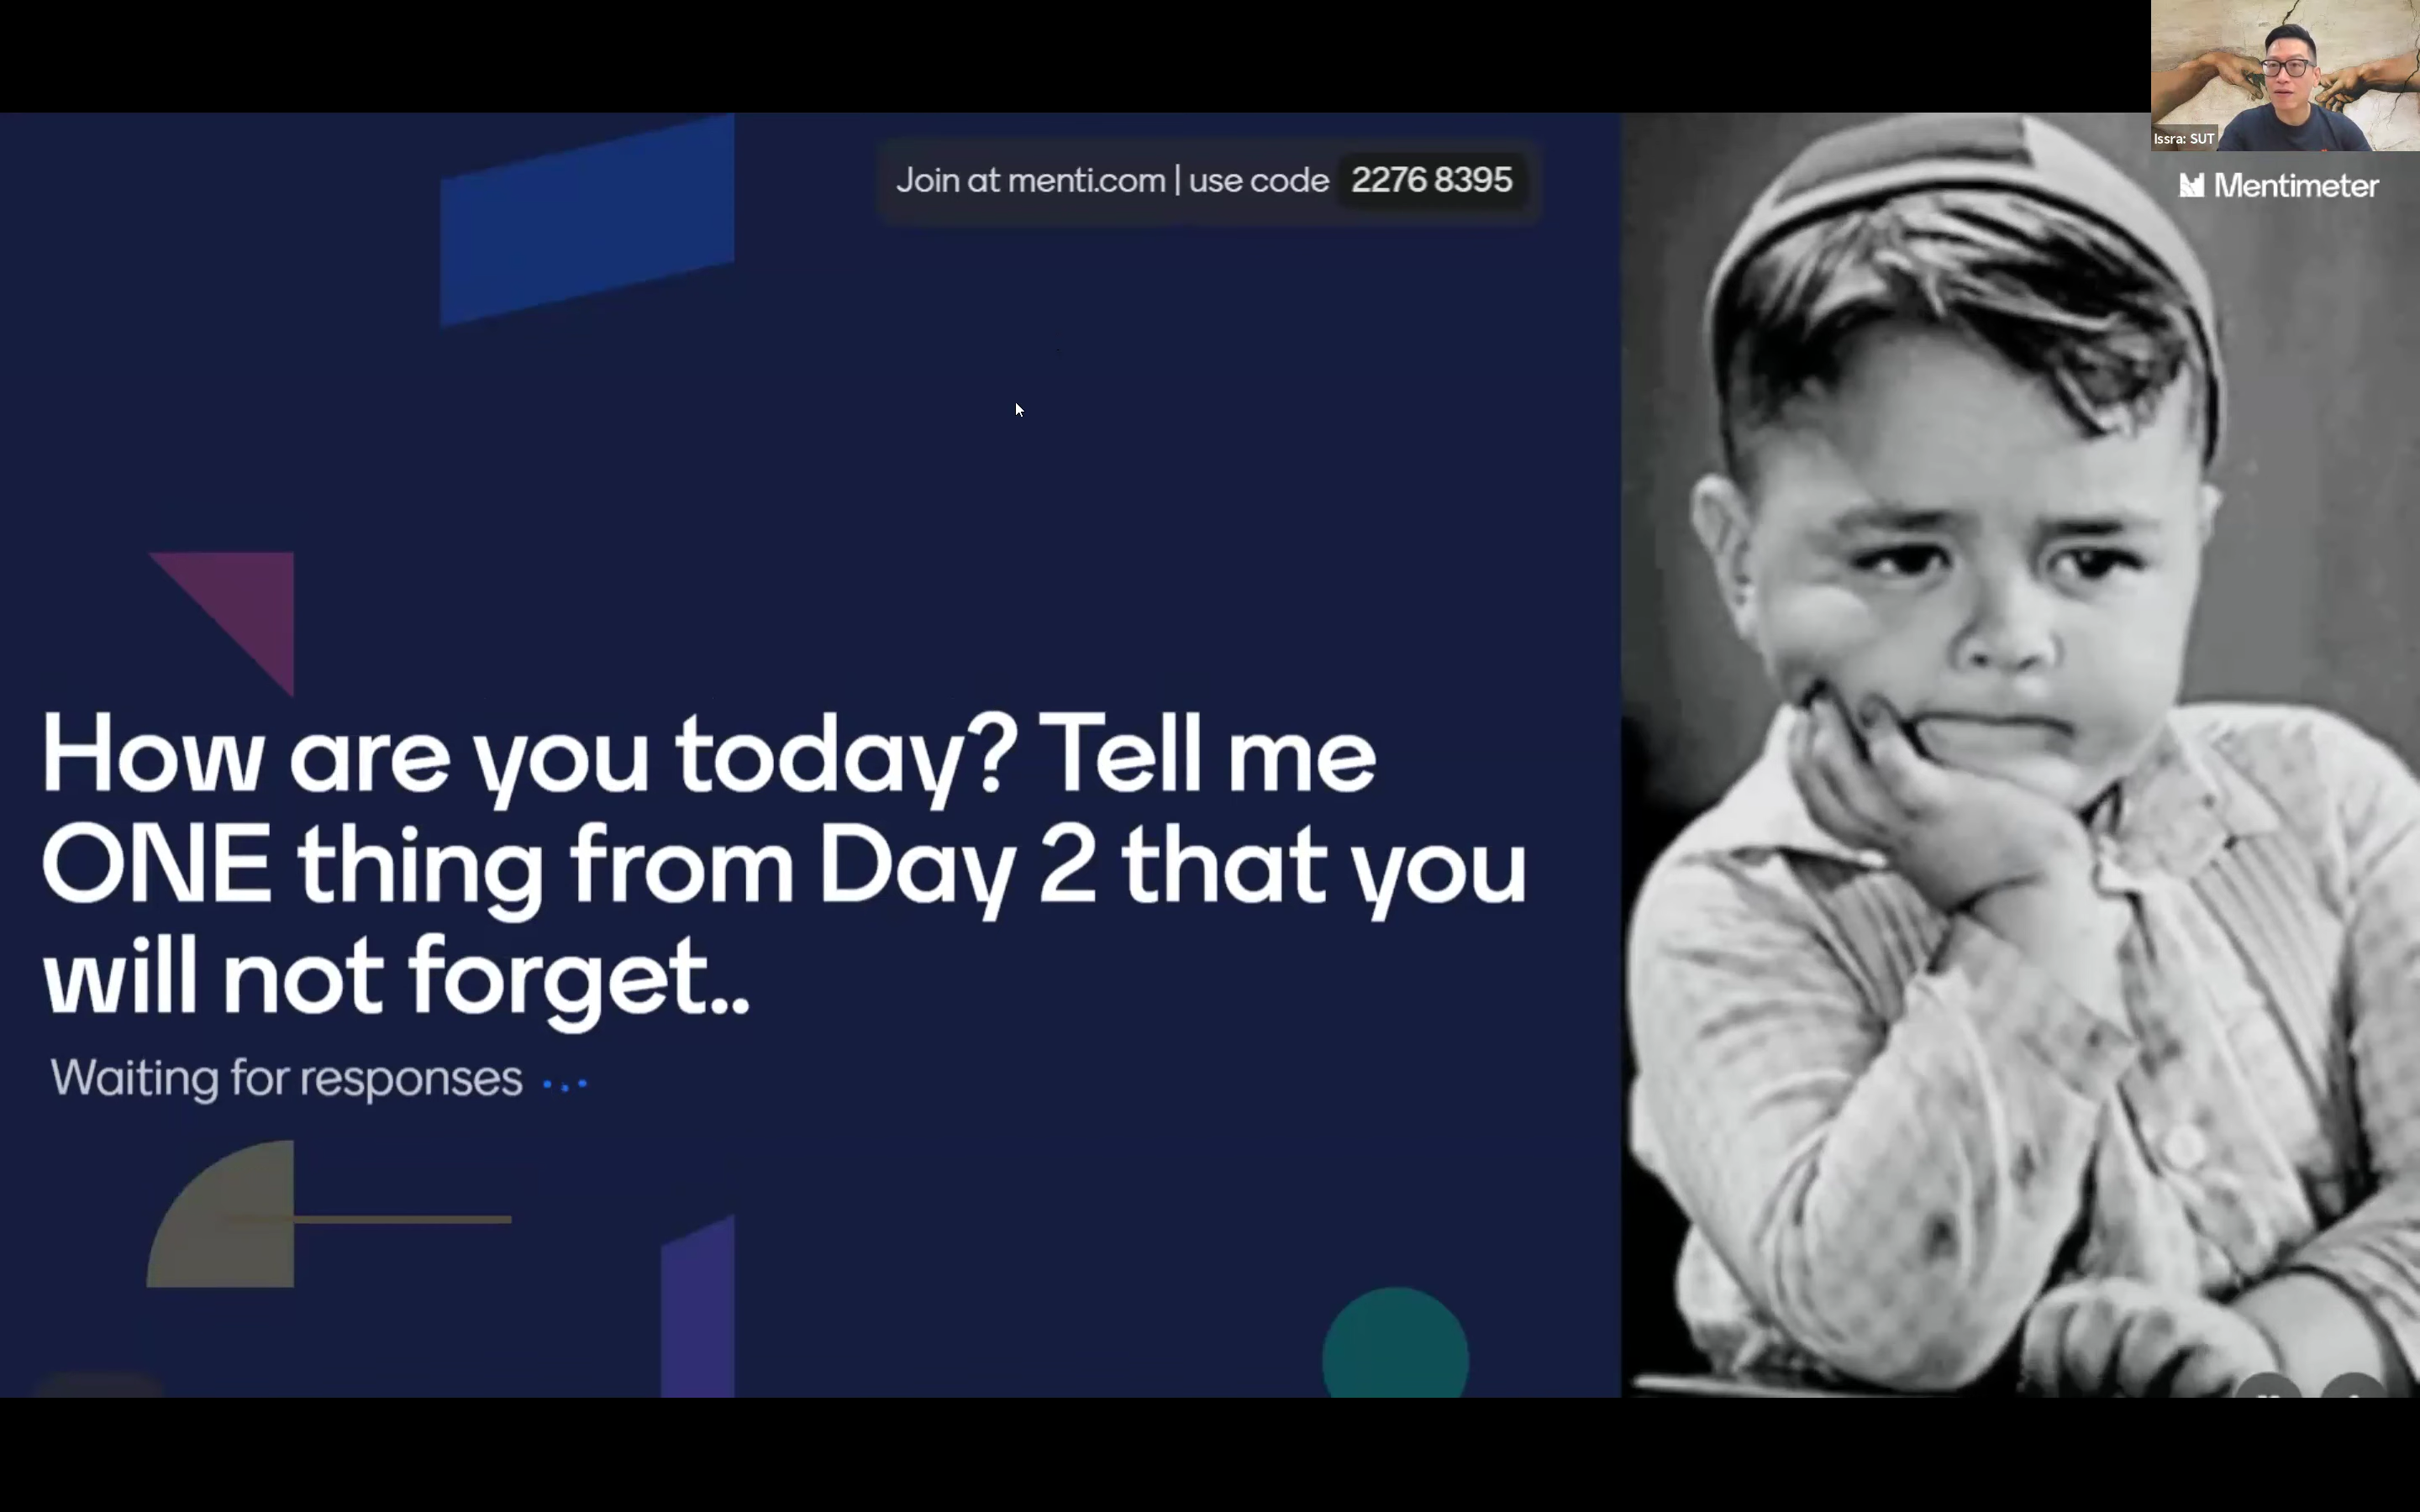 Issra: SUT
Join at menti.com | use code 2276 8395
Mentimeter
How are you today? Tell me
ONE thing from Day 2 that you
will not forget..
Waiting for responses